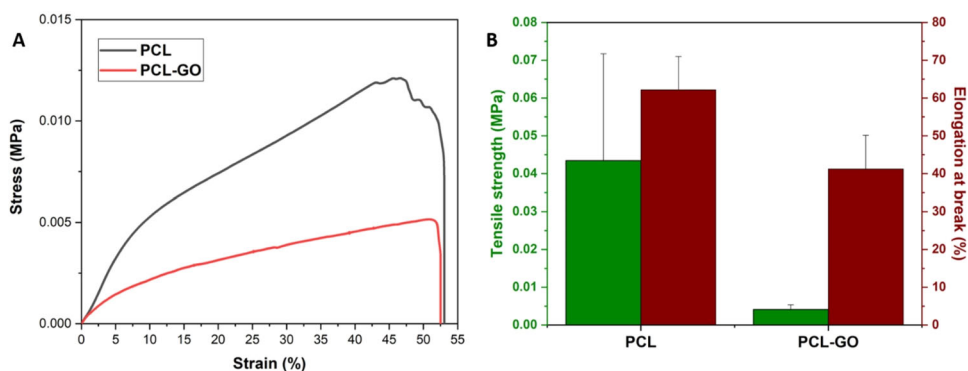 A
PCL
PCL-GO
0.015
0.010
0.005
0.000
Stress (MPa)
0 5 10 15 20 25 30 35 40 45 50 55
Strain (%)
B
0.08
0.07
0.06
0.05
0.04
0.03
0.02
0.01
0.00
Tensile strength (MPa)
80
70
60
50
40
30
20
10
0
Elongation at break (%)
PCL PCL-GO